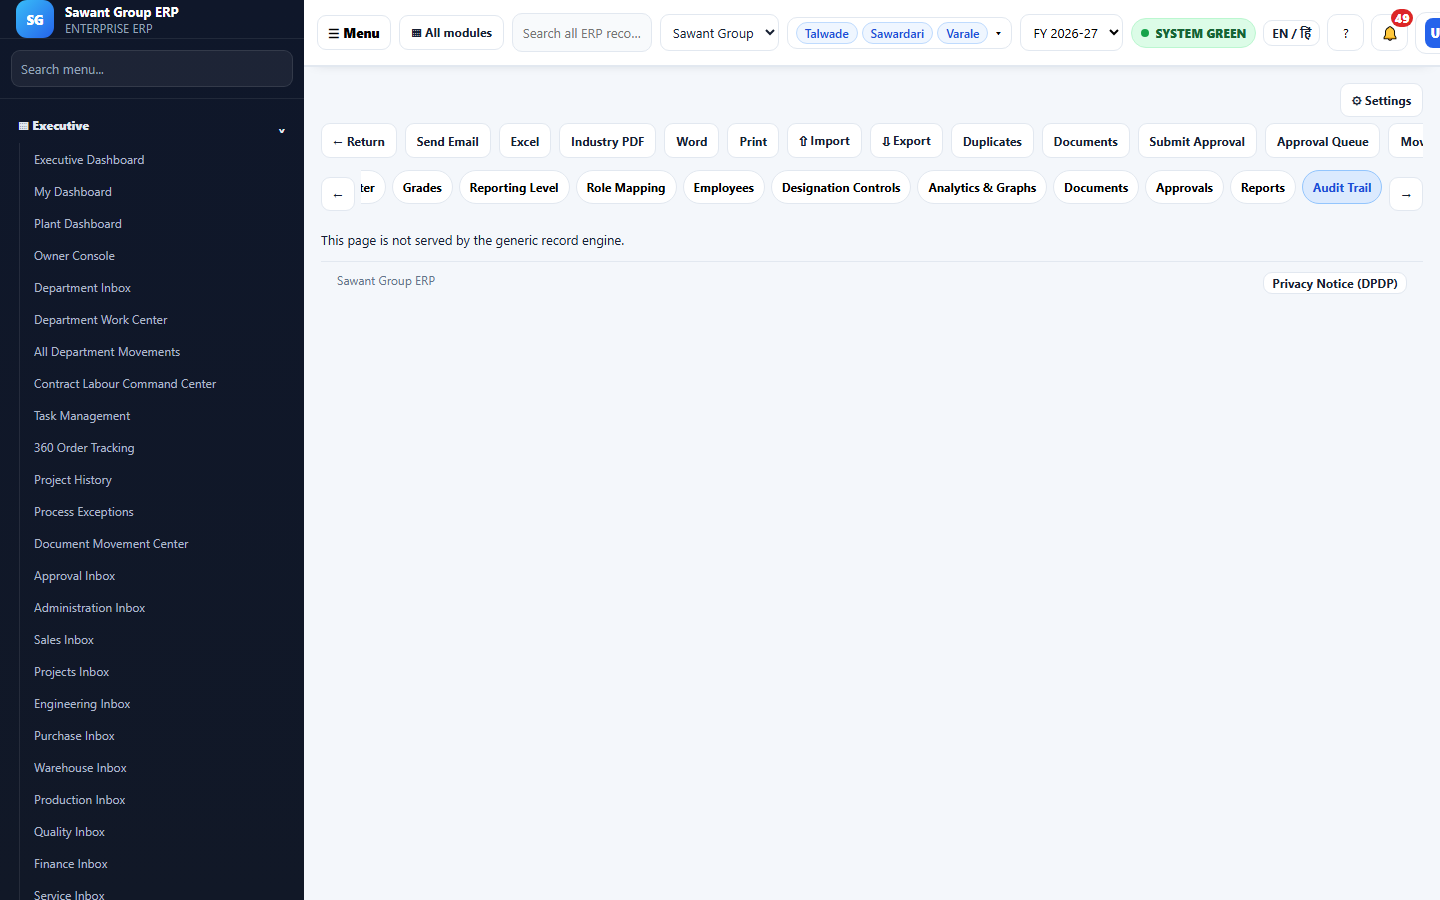 SG
Sawant Group ERP
ENTERPRISE ERP
Search menu...
Executive
Executive Dashboard
My Dashboard
Plant Dashboard
Owner Console
Department Inbox
Department Work Center
All Department Movements
Contract Labour Command Center
Task Management
360 Order Tracking
Project History
Process Exceptions
Document Movement Center
Approval Inbox
Administration Inbox
Sales Inbox
Projects Inbox
Engineering Inbox
Purchase Inbox
Warehouse Inbox
Production Inbox
Quality Inbox
Finance Inbox
Service Inbox
☰ Menu
All modules
Search all ERP reco...
Sawant Group
Talwade Sawardari Varale
FY 2026-27
SYSTEM GREEN
EN / हिं
?
49
U
⚙ Settings
← Return Send Email Excel Industry PDF Word Print ⇧ Import ⇩ Export Duplicates Documents Submit Approval Approval Queue Mov
← ter Grades Reporting Level Role Mapping Employees Designation Controls Analytics & Graphs Documents Approvals Reports Audit Trail →
This page is not served by the generic record engine.
Sawant Group ERP
Privacy Notice (DPDP)